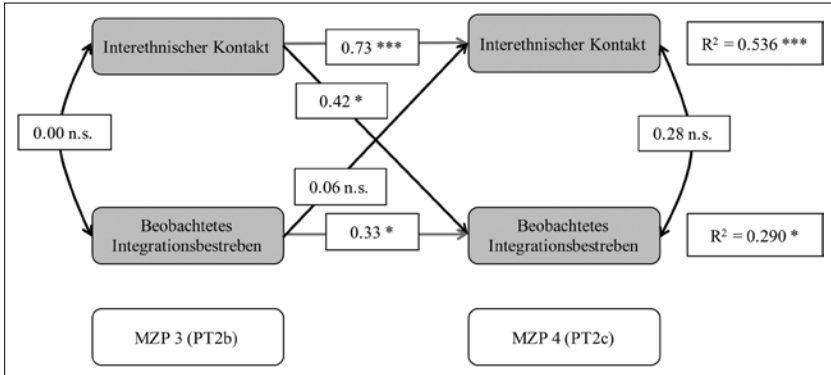 Interethnischer Kontakt
0.73 ***
Interethnischer Kontakt
R² = 0.536 ***
0.42 *
0.00 n.s.
0.28 n.s.
0.06 n.s.
Beobachtetes
Integrationsbestreben
0.33 *
Beobachtetes
Integrationsbestreben
R² = 0.290 *
MZP 3 (PT2b)
MZP 4 (PT2c)